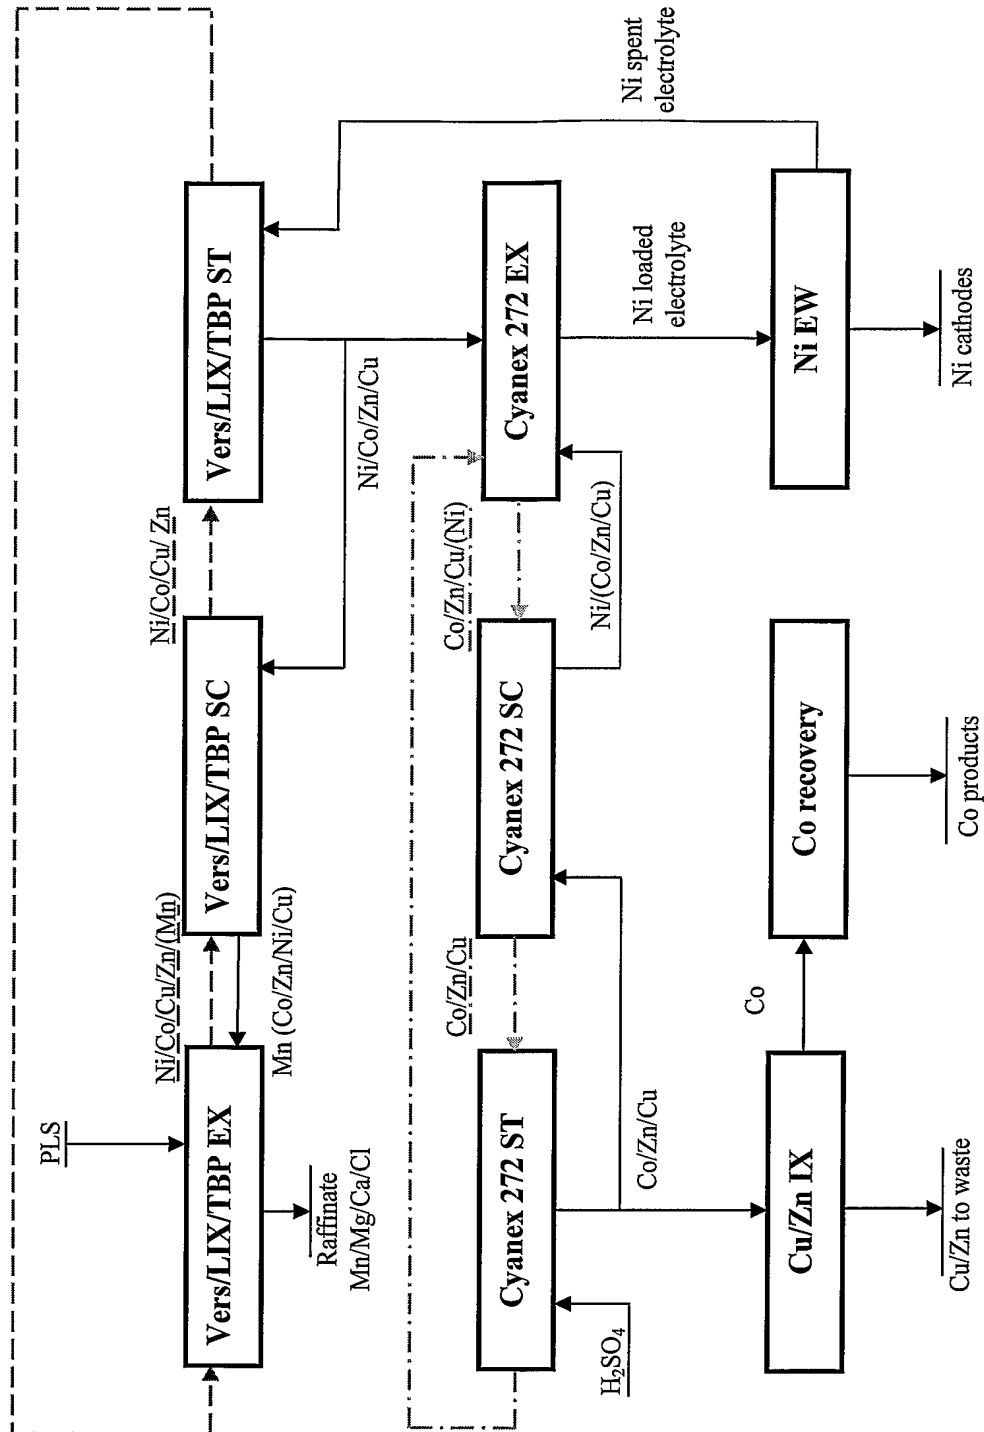 PLS
Vers/LIX/TBP EX
Raffinate
Mn/Mg/Ca/Cl
Ni/Co/Cu/Zn/(Mn)
Mn (Co/Zn/Ni/Cu)
Vers/LIX/TBP SC
Ni/Co/Cu/ Zn
Vers/LIX/TBP ST
Ni/Co/Zn/Cu
Ni spent
electrolyte
Cyanex 272 ST
H₂SO₄
Co/Zn/Cu
Co/Zn/Cu
Cyanex 272 SC
Co/Zn/Cu/(Ni)
Ni/(Co/Zn/Cu)
Cyanex 272 EX
Ni loaded
electrolyte
Cu/Zn IX
Cu/Zn to waste
Co
Co recovery
Co products
Ni EW
Ni cathodes